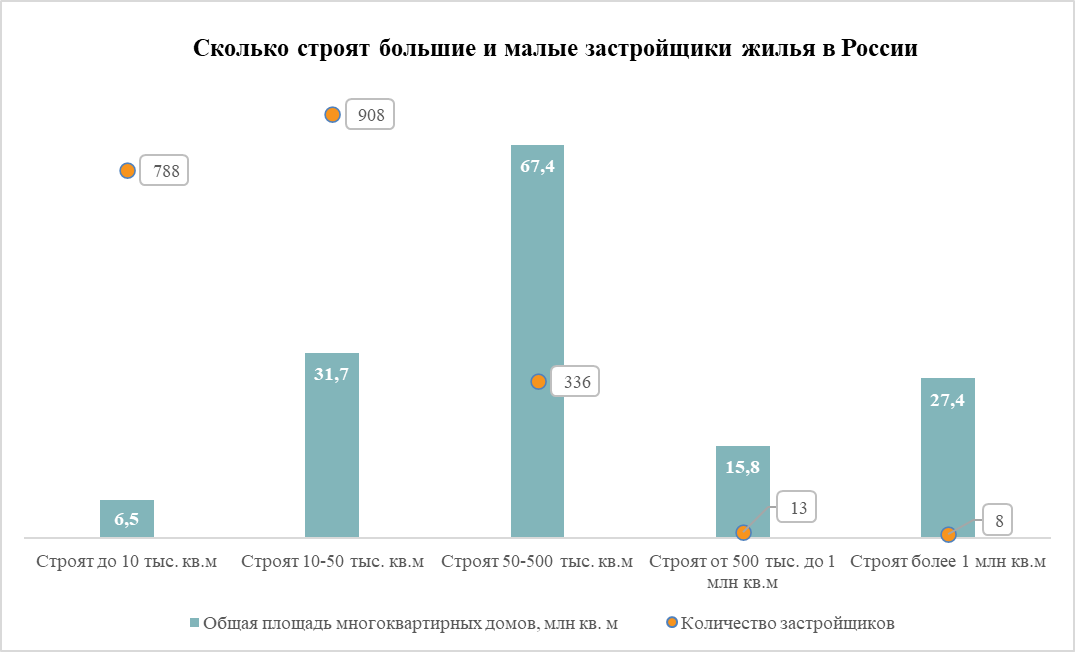 Сколько строят большие и малые застройщики жилья в России
908
788
67,4
31,7
336
27,4
15,8
6,5
13
8
Строят до 10 тыс. кв.м
Строят 10-50 тыс. кв.м
Строят 50-500 тыс. кв.м
Строят от 500 тыс. до 1
млн кв.м
Строят более 1 млн кв.м
Общая площадь многоквартирных домов, млн кв. м
Количество застройщиков